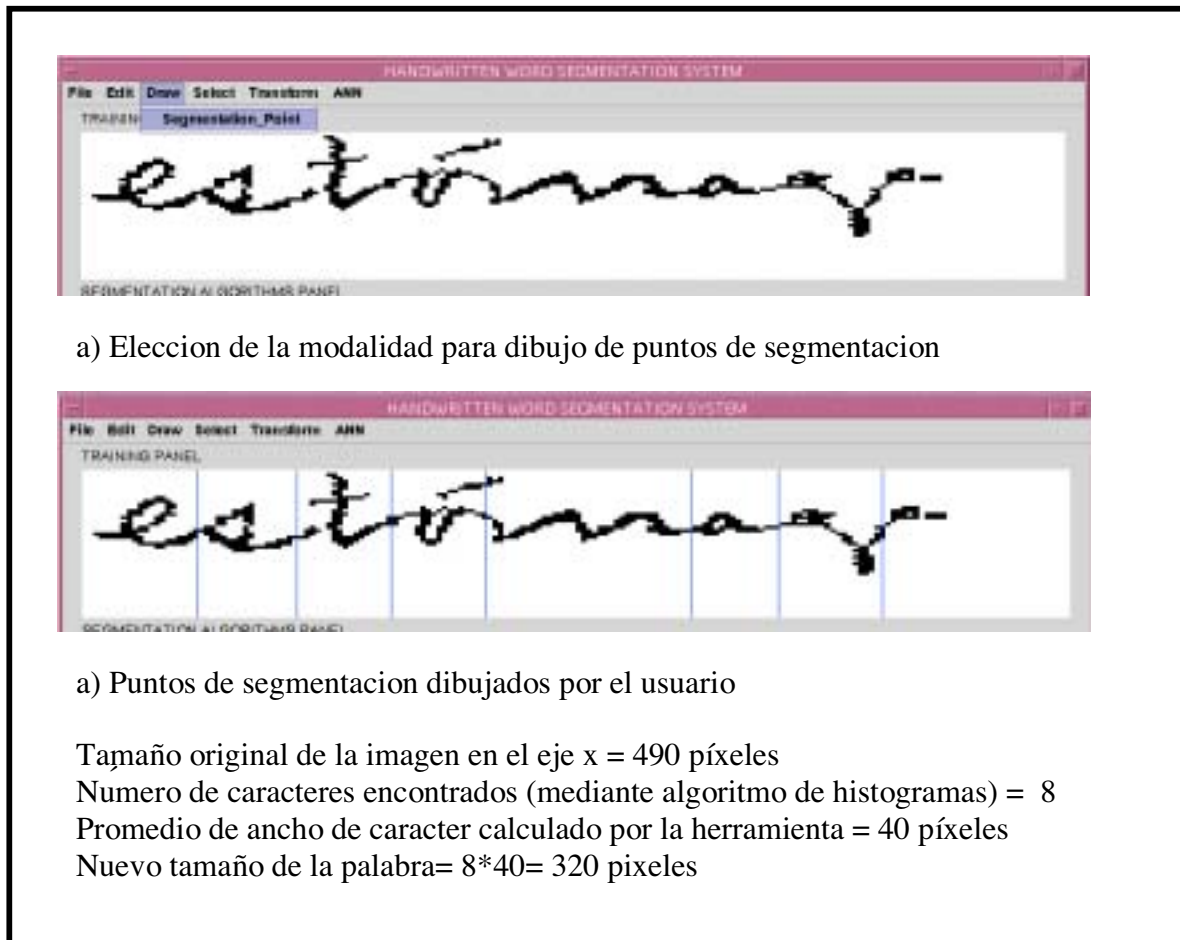 HANDWRITTEN WORD SEGMENTATION SYSTEM
File Edit Draw Select Transform ANN
TRAINING Segmentation_Point
SEGMENTATION ALGORITHMS PANEL
a) Eleccion de la modalidad para dibujo de puntos de segmentacion
HANDWRITTEN WORD SEGMENTATION SYSTEM
File Edit Draw Select Transform ANN
TRAINING PANEL
SEGMENTATION ALGORITHMS PANEL
a) Puntos de segmentacion dibujados por el usuario
Tamaño original de la imagen en el eje x = 490 píxeles
Número de caracteres encontrados (mediante algoritmo de histogramas) = 8
Promedio de ancho de caracter calculado por la herramienta = 40 píxeles
Nuevo tamaño de la palabra= 8*40= 320 pixeles